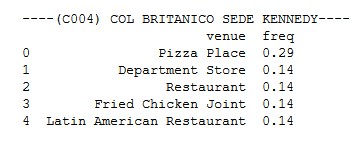 ----(C004) COL BRITANICO SEDE KENNEDY----
venue freq
0 Pizza Place 0.29
1 Department Store 0.14
2 Restaurant 0.14
3 Fried Chicken Joint 0.14
4 Latin American Restaurant 0.14